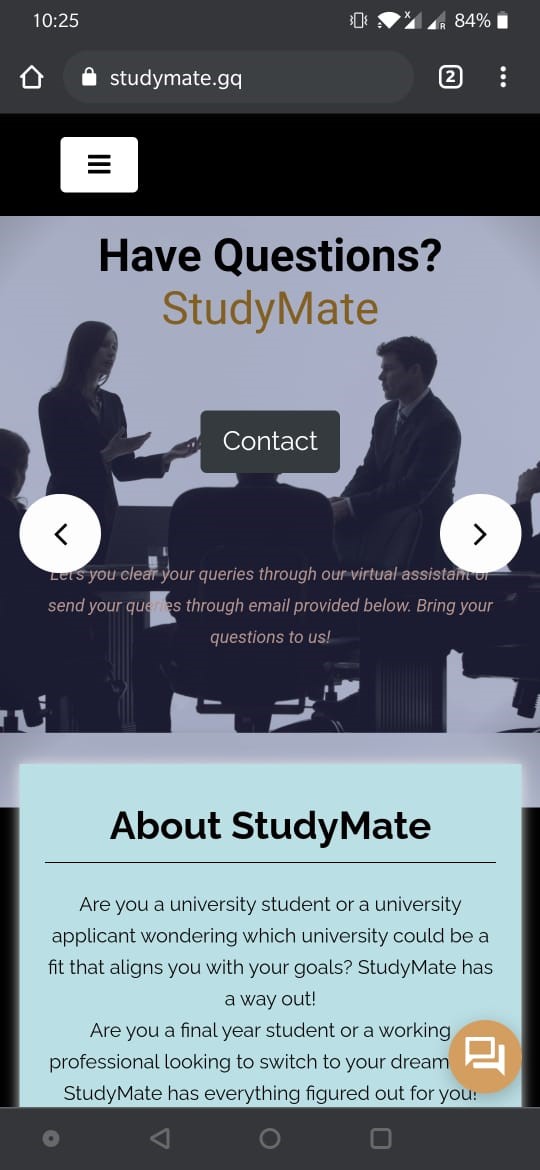 10:25
x
R
84%
studymate.gq
2
Have Questions?
StudyMate
Contact
Let's you clear your queries through our virtual assistant or
send your queries through email provided below. Bring your
questions to us!
About StudyMate
Are you a university student or a university
applicant wondering which university could be a
fit that aligns you with your goals? StudyMate has
a way out!
Are you a final year student or a working
professional looking to switch to your dream
StudyMate has everything figured out for you!